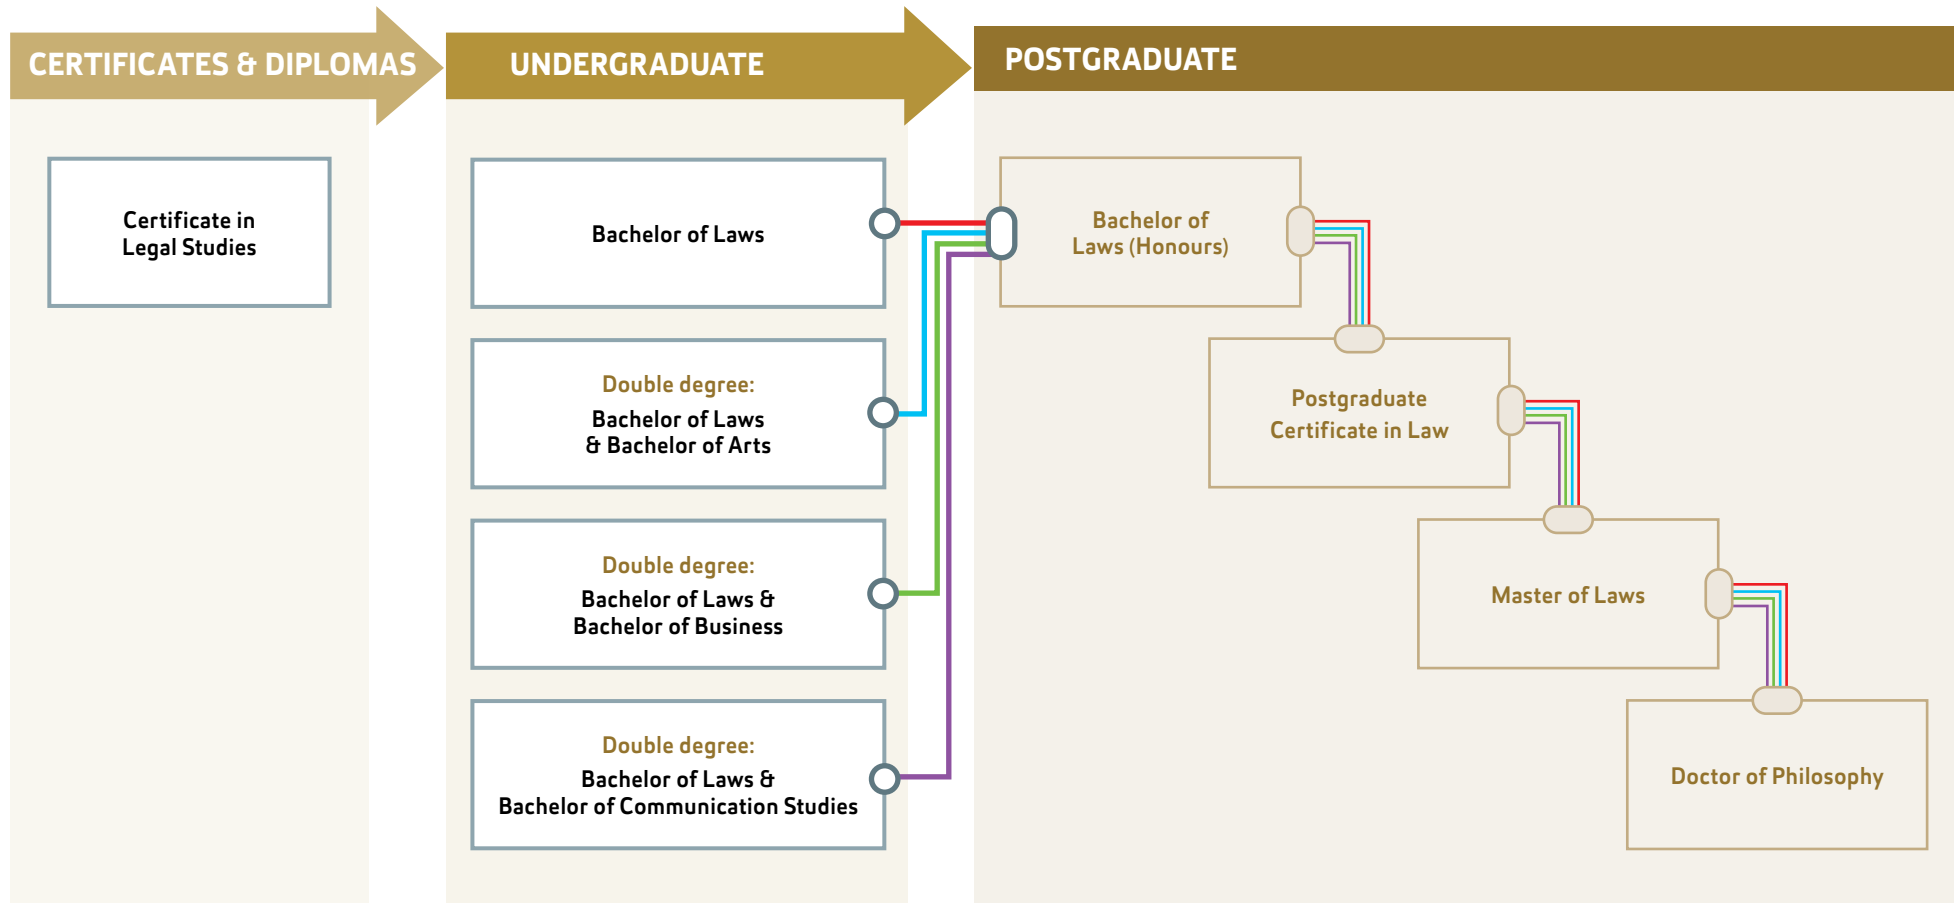 CERTIFICATES & DIPLOMAS
UNDERGRADUATE
POSTGRADUATE
Certificate in
Legal Studies
Bachelor of Laws
Double degree:
Bachelor of Laws
& Bachelor of Arts
Double degree:
Bachelor of Laws &
Bachelor of Business
Double degree:
Bachelor of Laws &
Bachelor of Communication Studies
Bachelor of
Laws (Honours)
Postgraduate
Certificate in Law
Master of Laws
Doctor of Philosophy